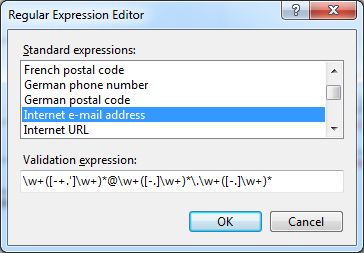 Regular Expression Editor
Standard expressions:
French postal code
German phone number
German postal code
Internet e-mail address
Internet URL
Validation expression:
\w+([-+.']\w+)*@\w+([-.]\w+)*\.\w+([-.]\w+)*
OK Cancel